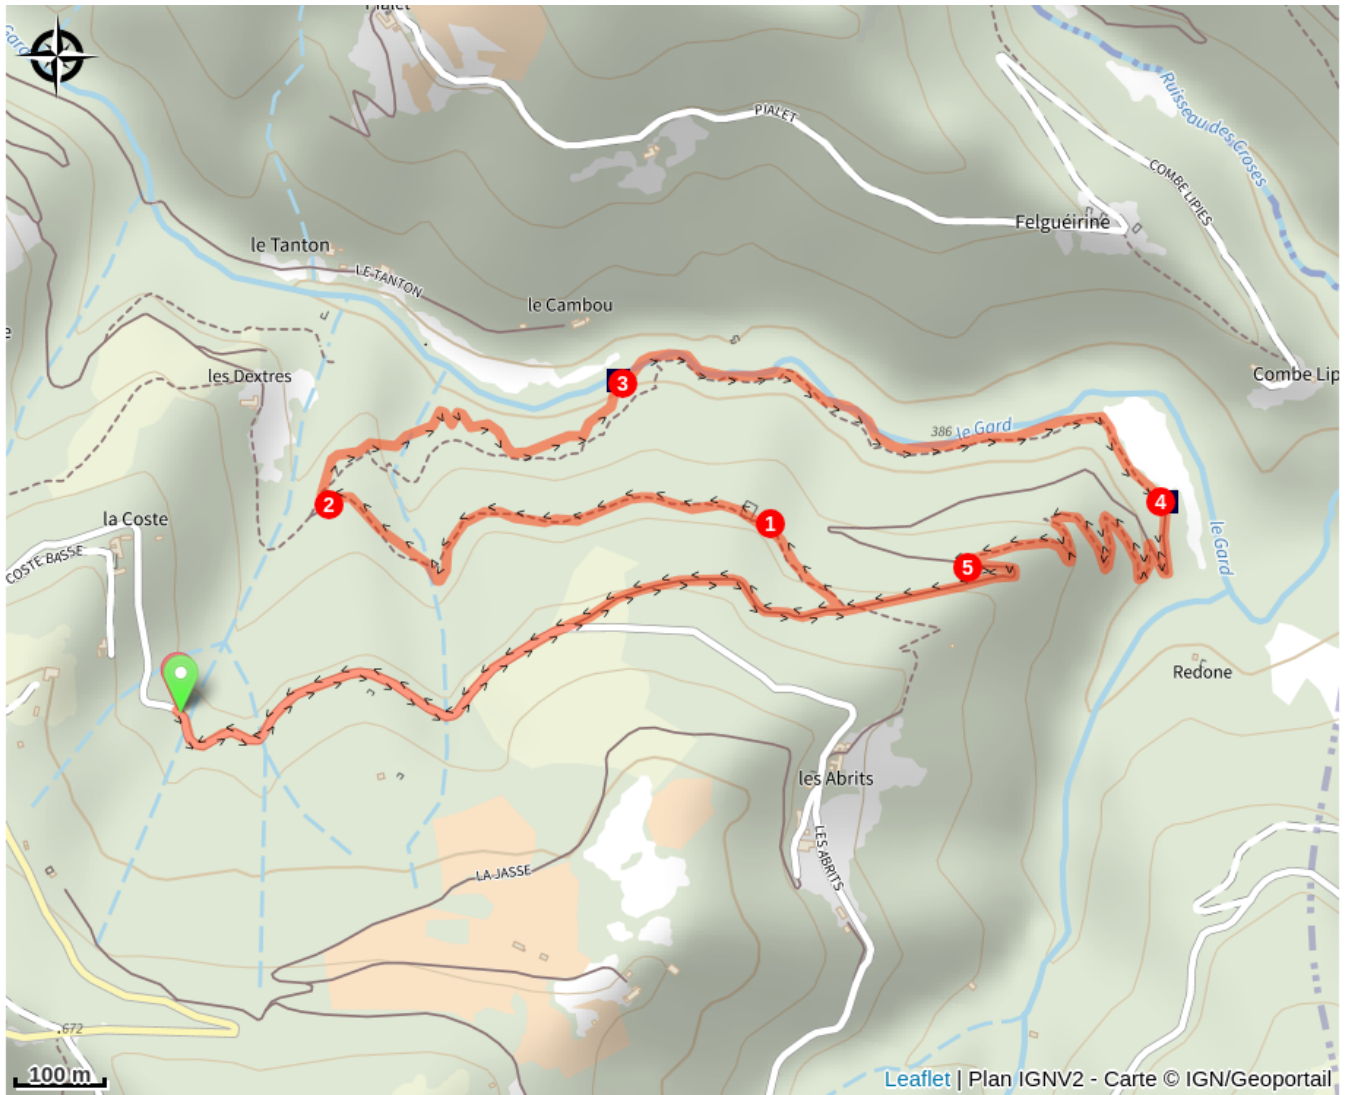 Pialet
Gard
PIALET
Ruisseau des Croses
COMBE LIPIES
Felguéirine
le Tanton
LE TANTON
le Cambou
e
les Dextres
3
Combe Lip
386
le Gard
2
4
1
la Coste
le Gard
COSTE BASSE
5
Redone
les Abrits
LES ABRITS
LA JASSE
672
100 m
Leaflet | Plan IGNV2 - Carte © IGN/Geoportail